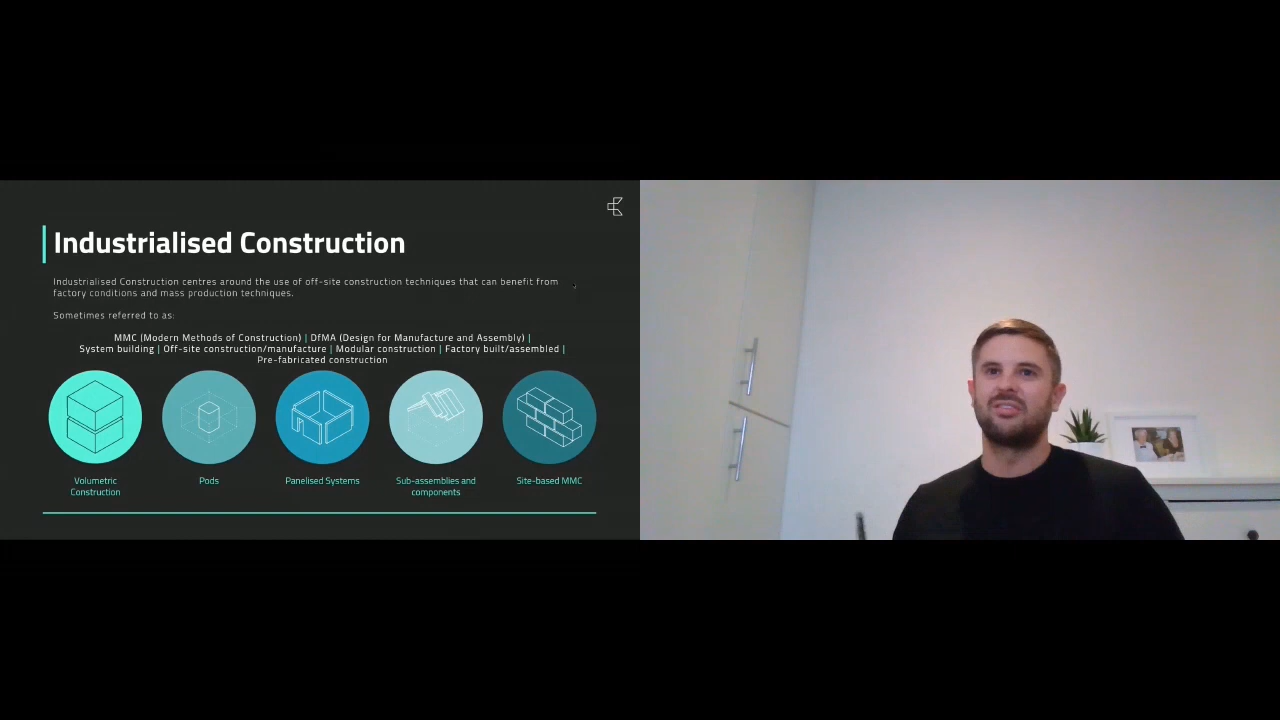 Industrialised Construction
Industrialised Construction centres around the use of off-site construction techniques that can benefit from
factory conditions and mass production techniques.
Sometimes referred to as:
MMC (Modern Methods of Construction) | DfMA (Design for Manufacture and Assembly) |
System building | Off-site construction/manufacture | Modular construction | Factory built/assembled |
Pre-fabricated construction
Volumetric
Construction
Pods
Panelised Systems
Sub-assemblies and
components
Site-based MMC